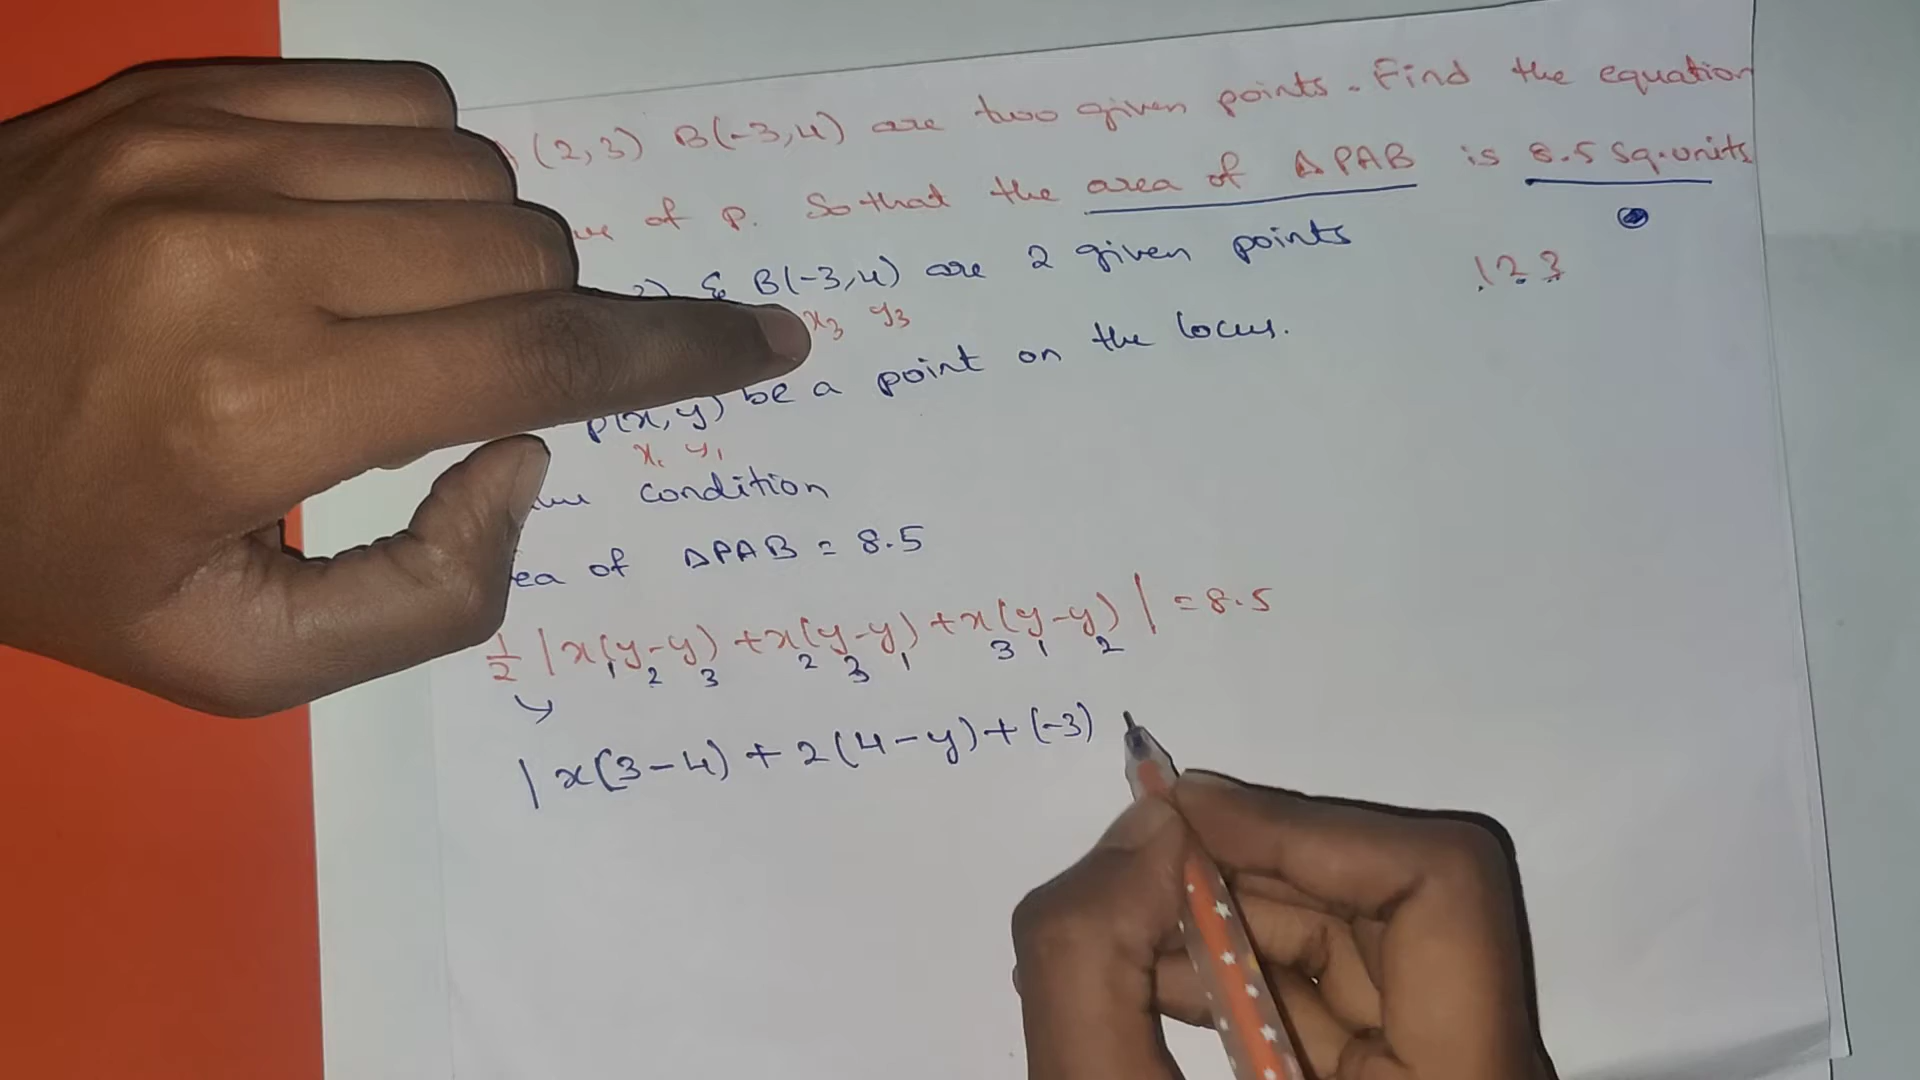 (2,3) B(-3,4) are two given points. Find the equation
of P. So that the area of ΔPAB is 8.5 sq.units
& B(-3,4) are 2 given points
x3 y3
1 2 3
P(x,y) be a point on the locus.
x1 y1
condition
of ΔPAB = 8.5
1/2 |x1(y2-y3) + x2(y3-y1) + x3(y1-y2)| = 8.5
|x(3-4) + 2(4-y) + (-3)